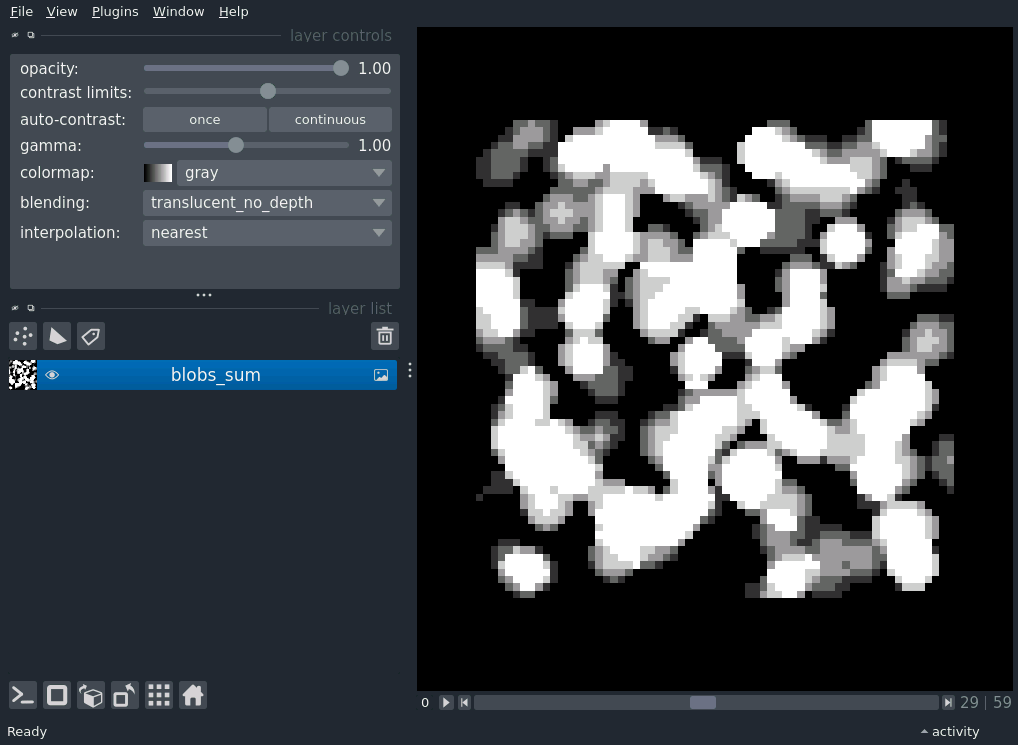 File View Plugins Window Help
layer controls
opacity: 1.00
contrast limits:
auto-contrast: once continuous
gamma: 1.00
colormap: gray
blending: translucent_no_depth
interpolation: nearest
layer list
blobs_sum
0 29 | 59
Ready activity